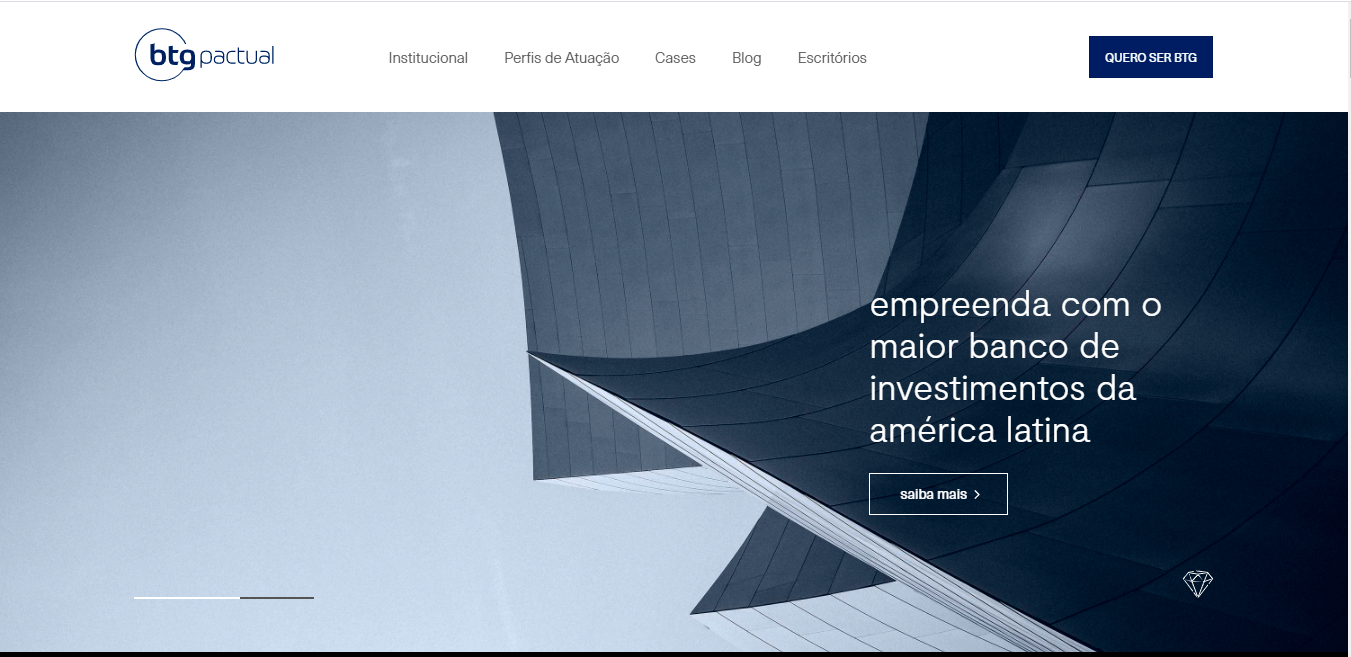 btg pactual
Institucional Perfis de Atuação Cases Blog Escritórios
QUERO SER BTG
empreenda com o
maior banco de
investimentos da
américa latina
saiba mais >